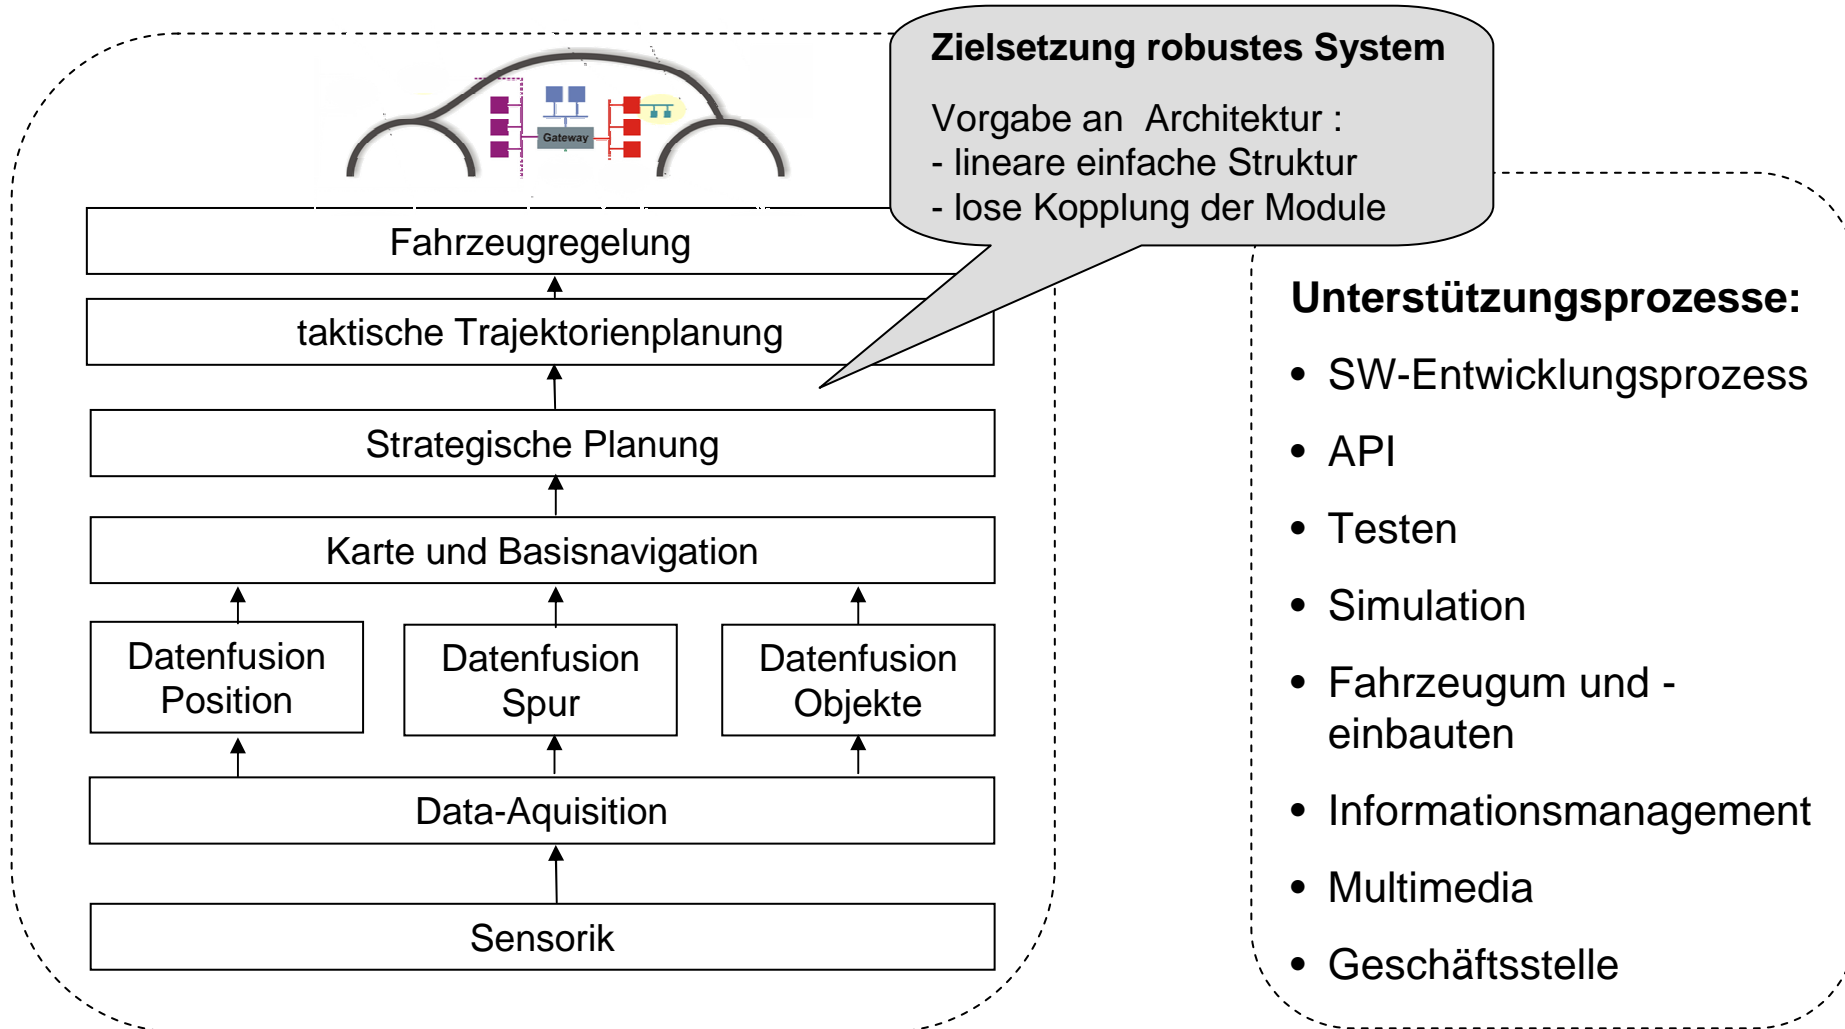 Zielsetzung robustes System
Vorgabe an Architektur :
- lineare einfache Struktur
- lose Kopplung der Module
Gateway
Fahrzeugregelung
taktische Trajektorienplanung
Strategische Planung
Karte und Basisnavigation
Datenfusion
Position
Datenfusion
Spur
Datenfusion
Objekte
Data-Aquisition
Sensorik
Unterstützungsprozesse:
• SW-Entwicklungsprozess
• API
• Testen
• Simulation
• Fahrzeugum und -
einbauten
• Informationsmanagement
• Multimedia
• Geschäftsstelle